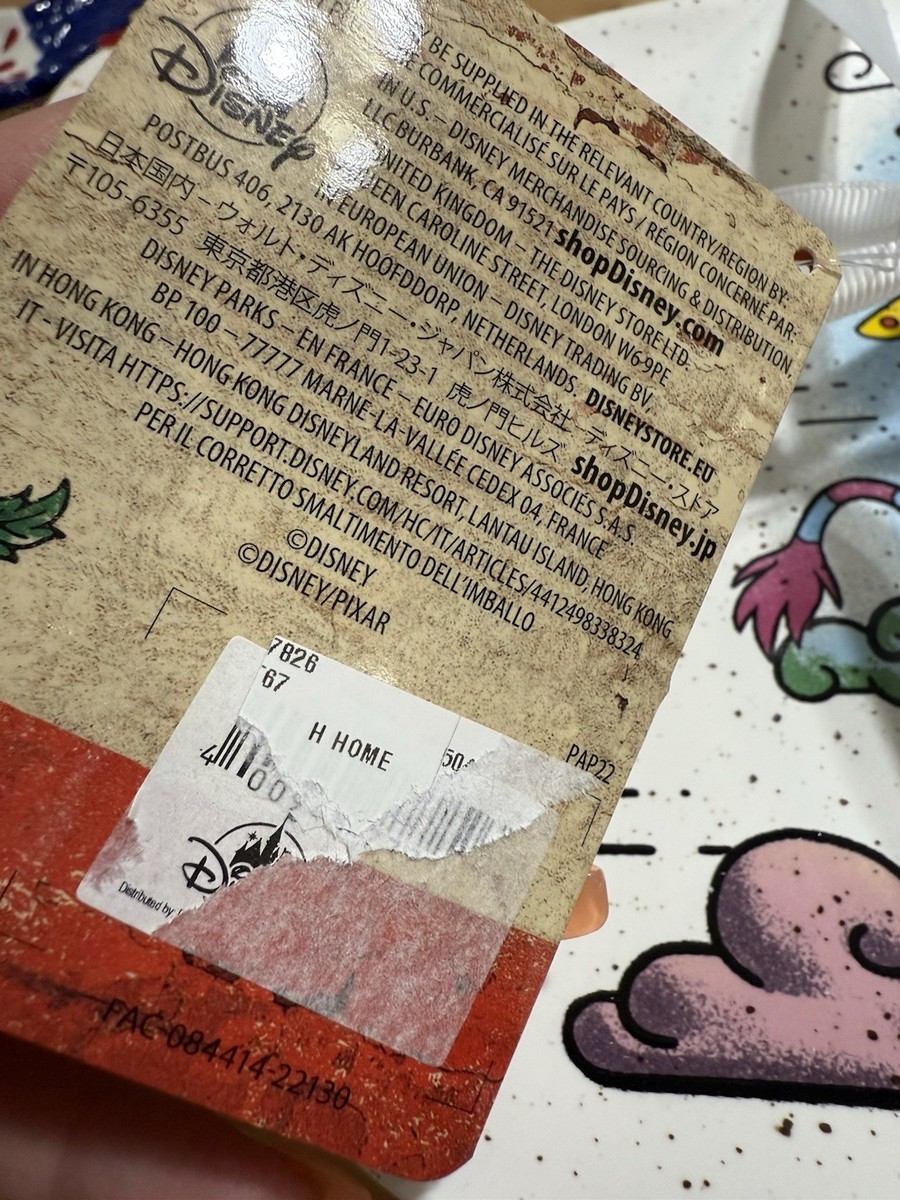 Disney
BE SUPPLIED IN THE RELEVANT COUNTRY/REGION BY:
COMMERCIALISÉ SUR LE PAYS / RÉGION CONCERNÉ PAR:
IN U.S. – DISNEY MERCHANDISE SOURCING & DISTRIBUTION,
LLC BURBANK, CA 91521 shopDisney.com
UNITED KINGDOM – THE DISNEY STORE LTD.
CAROLINE STREET, LONDON W6 9PE
EUROPEAN UNION – DISNEY TRADING BV,
POSTBUS 406, 2130 AK HOOFDDORP, NETHERLANDS, DISNEYSTORE.EU
日本国内 – ウォルト・ディズニー・ジャパン株式会社 ディズニー・ストア
〒105-6355 東京都港区虎ノ門1-23-1 虎ノ門ヒルズ shopDisney.jp
DISNEY PARKS – EN FRANCE – EURO DISNEY ASSOCIÉS S.A.S
BP 100 – 77777 MARNE-LA-VALLÉE CEDEX 04, FRANCE
IN HONG KONG – HONG KONG DISNEYLAND RESORT, LANTAU ISLAND, HONG KONG
IT - VISITA HTTPS://SUPPORT.DISNEY.COM/HC/IT/ARTICLES/4412498338324
PER IL CORRETTO SMALTIMENTO DELL'IMBALLO
©DISNEY
©DISNEY/PIXAR
7826
67
H HOME
PAP22
4
Distributed by:
PAC-084414-22130